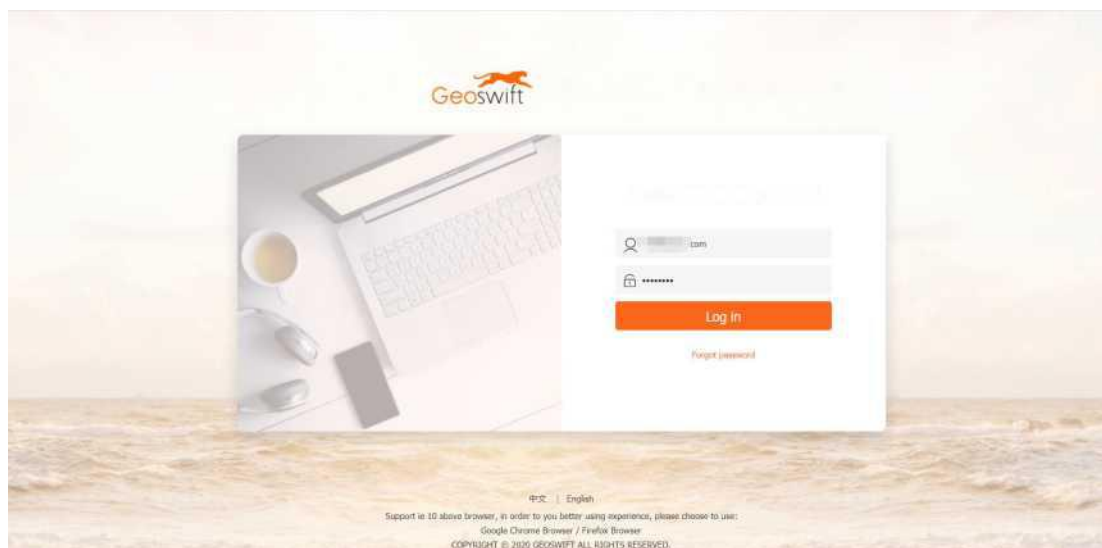 Geoswift
com
••••••••
Log in
Forgot password
中文 | English
Support ie 10 above browser, in order to you better using experience, please choose to use:
Google Chrome Browser / Firefox Browser
COPYRIGHT © 2020 GEOSWIFT ALL RIGHTS RESERVED.